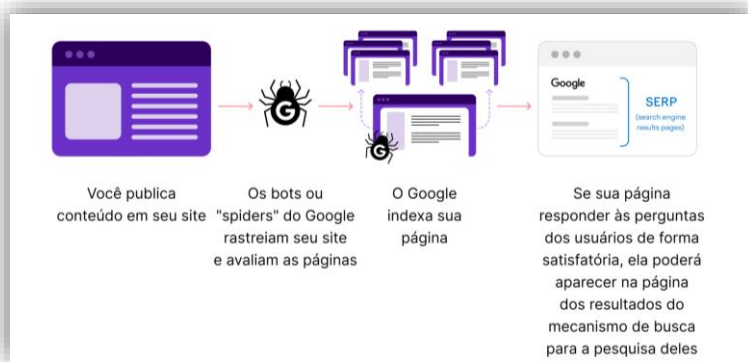 G
G
Google
SERP
(search engine
results pages)
Você publica
conteúdo em seu site
Os bots ou
"spiders" do Google
rastreiam seu site
e avaliam as páginas
O Google
indexa sua
página
Se sua página
responder às perguntas
dos usuários de forma
satisfatória, ela poderá
aparecer na página
dos resultados do
mecanismo de busca
para a pesquisa deles